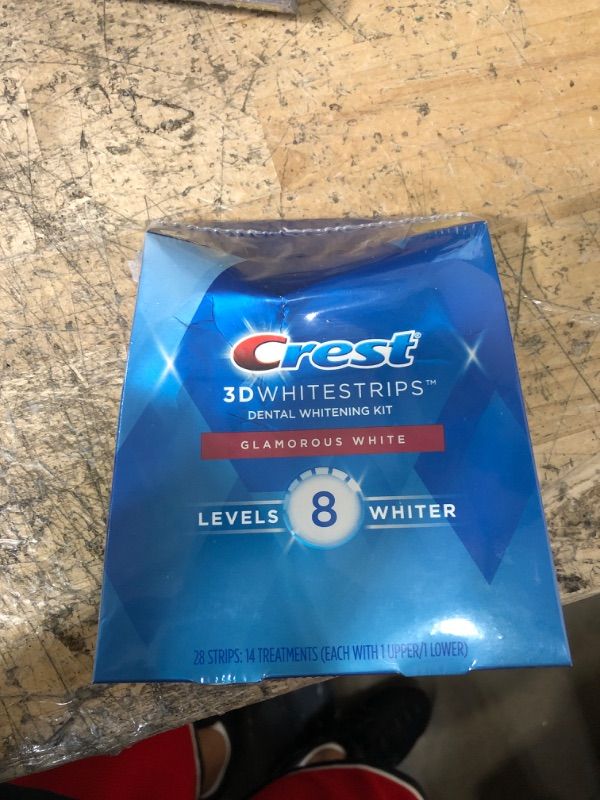 Crest®
3DWHITESTRIPS™
DENTAL WHITENING KIT
GLAMOROUS WHITE
LEVELS 8 WHITER
28 STRIPS: 14 TREATMENTS (EACH WITH 1 UPPER/1 LOWER)